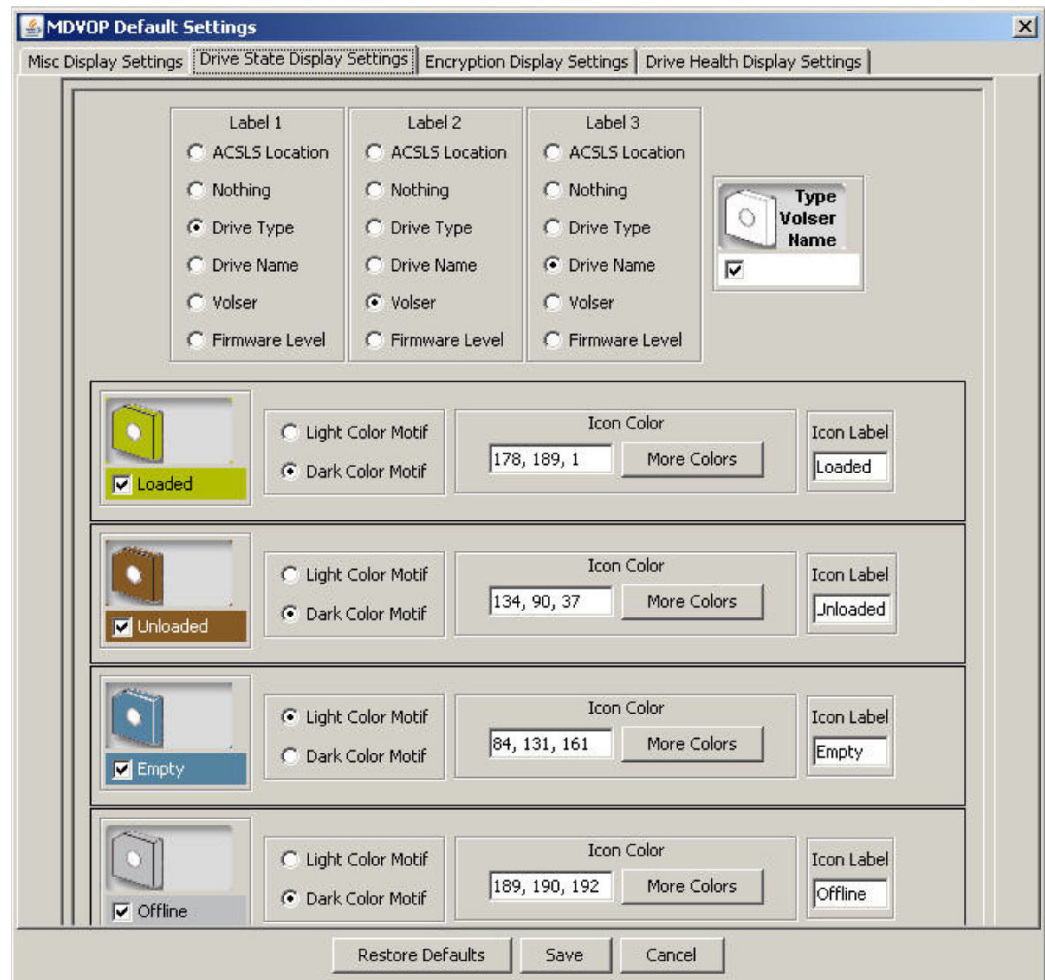 MDVOP Default Settings
Misc Display Settings Drive State Display Settings Encryption Display Settings Drive Health Display Settings
Label 1
ACSLS Location
Nothing
Drive Type
Drive Name
Volser
Firmware Level
Label 2
ACSLS Location
Nothing
Drive Type
Drive Name
Volser
Firmware Level
Label 3
ACSLS Location
Nothing
Drive Type
Drive Name
Volser
Firmware Level
Type
Volser
Name
Loaded
Light Color Motif
Dark Color Motif
Icon Color
178, 189, 1 More Colors
Icon Label
Loaded
Unloaded
Light Color Motif
Dark Color Motif
Icon Color
134, 90, 37 More Colors
Icon Label
Unloaded
Empty
Light Color Motif
Dark Color Motif
Icon Color
84, 131, 161 More Colors
Icon Label
Empty
Offline
Light Color Motif
Dark Color Motif
Icon Color
189, 190, 192 More Colors
Icon Label
Offline
Restore Defaults Save Cancel